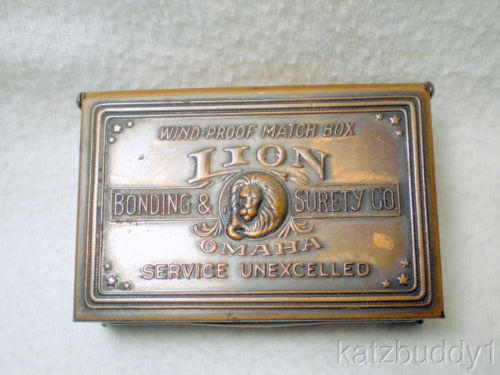 WIND-PROOF MATCH BOX
LION
BONDING & SURETY CO.
OMAHA
SERVICE UNEXCELLED
katzbuddy1